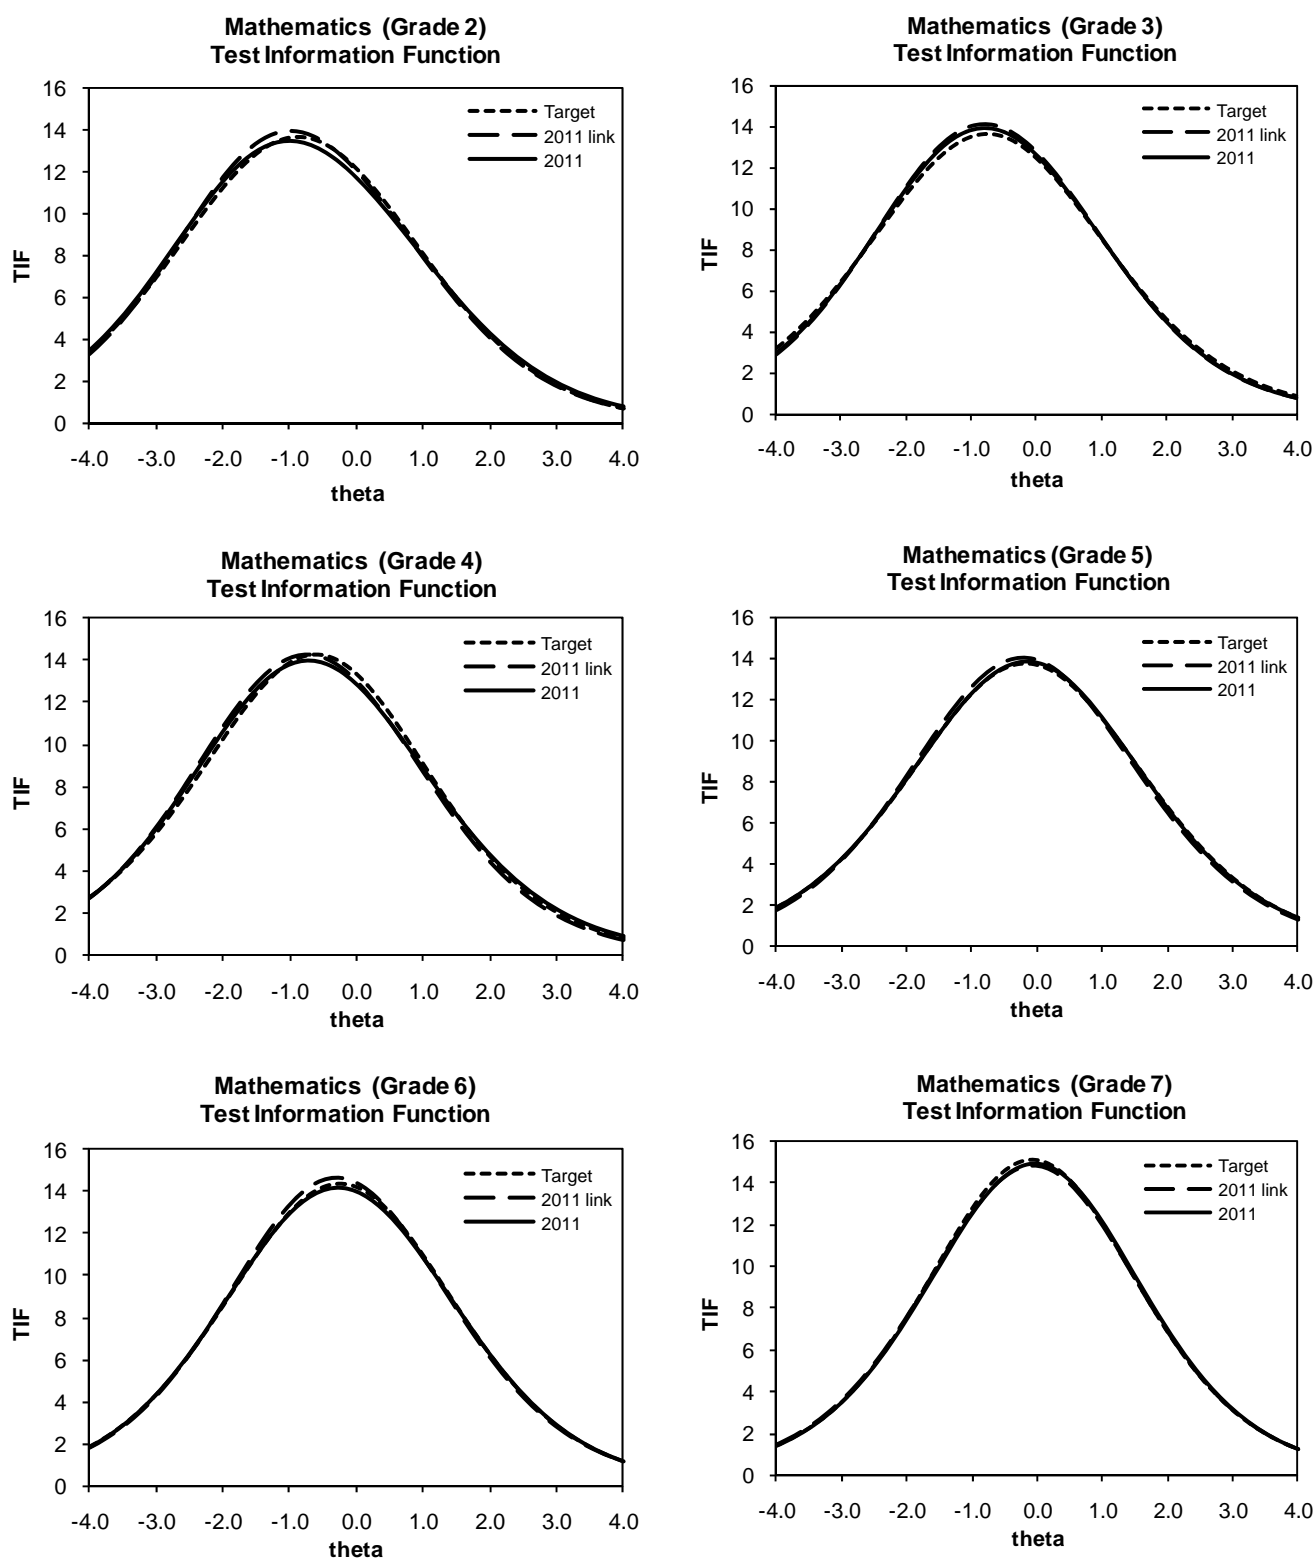 Mathematics (Grade 2)
Test Information Function
16
14
12
10
8
6
4
2
0
TIF
Target
2011 link
2011
-4.0 -3.0 -2.0 -1.0 0.0 1.0 2.0 3.0 4.0
theta
Mathematics (Grade 3)
Test Information Function
16
14
12
10
8
6
4
2
0
TIF
Target
2011 link
2011
-4.0 -3.0 -2.0 -1.0 0.0 1.0 2.0 3.0 4.0
theta
Mathematics (Grade 4)
Test Information Function
16
14
12
10
8
6
4
2
0
TIF
Target
2011 link
2011
-4.0 -3.0 -2.0 -1.0 0.0 1.0 2.0 3.0 4.0
theta
Mathematics (Grade 5)
Test Information Function
16
14
12
10
8
6
4
2
0
TIF
Target
2011 link
2011
-4.0 -3.0 -2.0 -1.0 0.0 1.0 2.0 3.0 4.0
theta
Mathematics (Grade 6)
Test Information Function
16
14
12
10
8
6
4
2
0
TIF
Target
2011 link
2011
-4.0 -3.0 -2.0 -1.0 0.0 1.0 2.0 3.0 4.0
theta
Mathematics (Grade 7)
Test Information Function
16
14
12
10
8
6
4
2
0
TIF
Target
2011 link
2011
-4.0 -3.0 -2.0 -1.0 0.0 1.0 2.0 3.0 4.0
theta